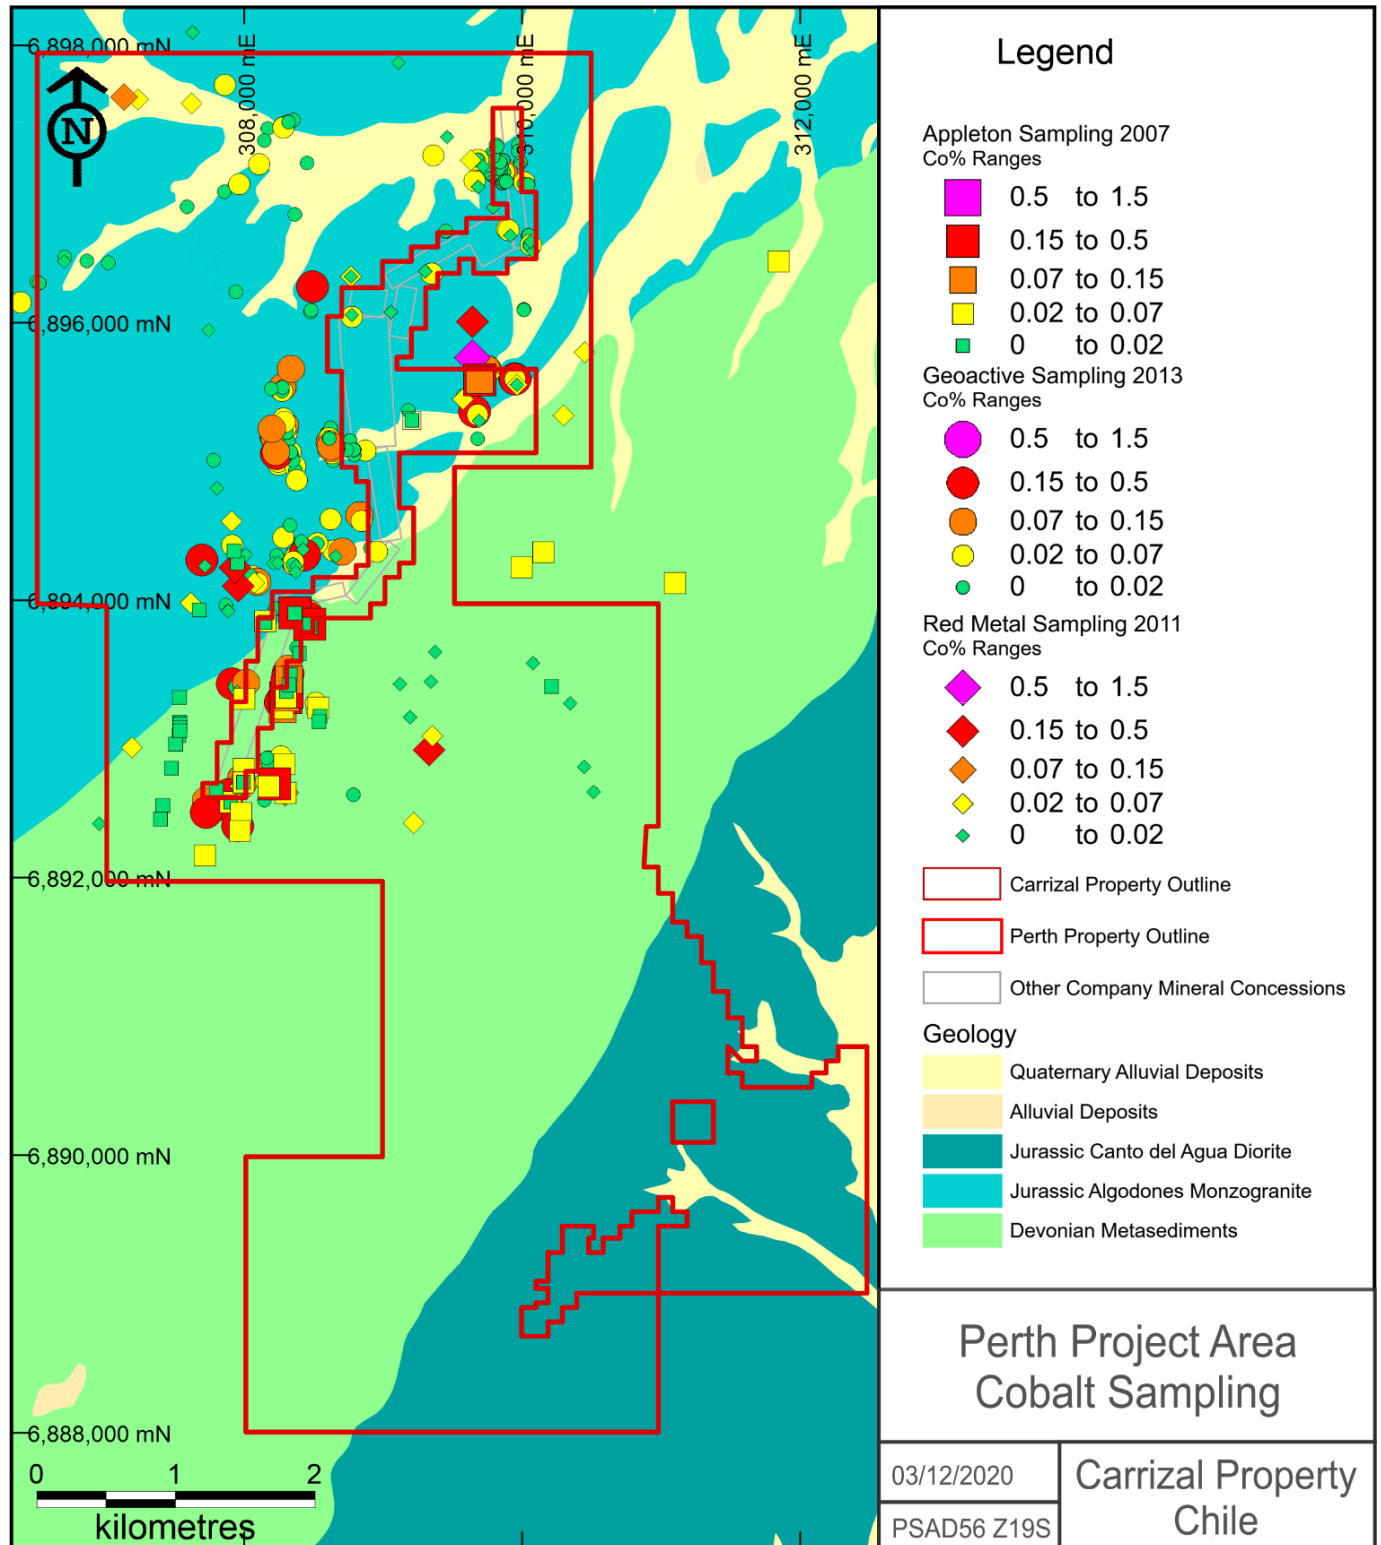 6,898,000 mN
308,000 mE
310,000 mE
312,000 mE
N
6,896,000 mN
6,894,000 mN
6,892,000 mN
6,890,000 mN
6,888,000 mN
0 1 2
kilometres
Legend
Appleton Sampling 2007
Co% Ranges
0.5 to 1.5
0.15 to 0.5
0.07 to 0.15
0.02 to 0.07
0 to 0.02
Geoactive Sampling 2013
Co% Ranges
0.5 to 1.5
0.15 to 0.5
0.07 to 0.15
0.02 to 0.07
0 to 0.02
Red Metal Sampling 2011
Co% Ranges
0.5 to 1.5
0.15 to 0.5
0.07 to 0.15
0.02 to 0.07
0 to 0.02
Carrizal Property Outline
Perth Property Outline
Other Company Mineral Concessions
Geology
Quaternary Alluvial Deposits
Alluvial Deposits
Jurassic Canto del Agua Diorite
Jurassic Algodones Monzogranite
Devonian Metasediments
Perth Project Area
Cobalt Sampling
03/12/2020
PSAD56 Z19S
Carrizal Property
Chile